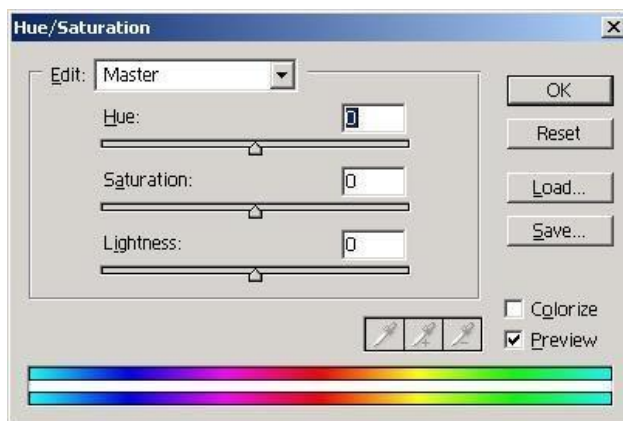 Hue/Saturation
Edit: Master
OK
Hue: 0
Reset
Saturation: 0
Load...
Save...
Lightness: 0
Colorize
Preview